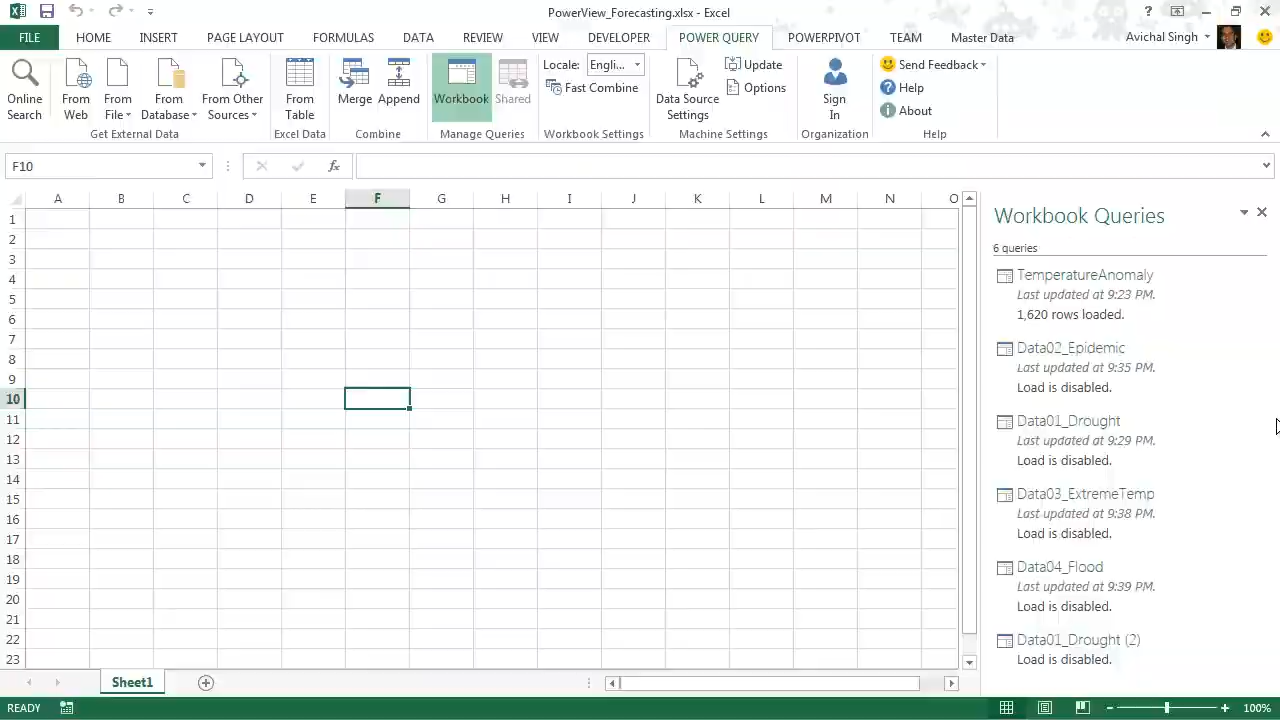 PowerView_Forecasting.xlsx - Excel
FILE HOME INSERT PAGE LAYOUT FORMULAS DATA REVIEW VIEW DEVELOPER POWER QUERY POWERPIVOT TEAM Master Data Avichal Singh
Online Search
From Web
From File
From Database
From Other Sources
Get External Data
From Table
Excel Data
Merge
Append
Combine
Workbook
Shared
Manage Queries
Locale: Engli...
Fast Combine
Workbook Settings
Data Source Settings
Update
Options
Machine Settings
Sign In
Organization
Send Feedback
Help
About
Help
F10
fx
A B C D E F G H I J K L M N O
1
2
3
4
5
6
7
8
9
10
11
12
13
14
15
16
17
18
19
20
21
22
23
Workbook Queries
6 queries
TemperatureAnomaly
Last updated at 9:23 PM.
1,620 rows loaded.
Data02_Epidemic
Last updated at 9:35 PM.
Load is disabled.
Data01_Drought
Last updated at 9:29 PM.
Load is disabled.
Data03_ExtremeTemp
Last updated at 9:38 PM.
Load is disabled.
Data04_Flood
Last updated at 9:39 PM.
Load is disabled.
Data01_Drought (2)
Load is disabled.
Sheet1
READY
100%